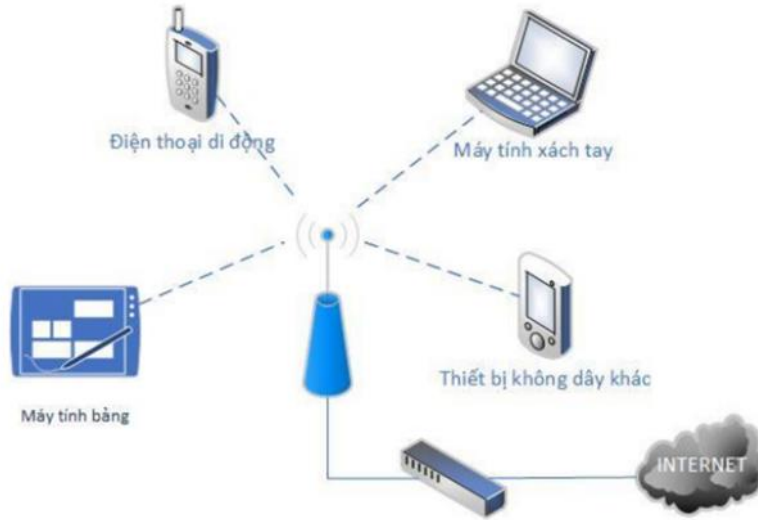 Điện thoại di động
Máy tính xách tay
Thiết bị không dây khác
Máy tính bảng
INTERNET